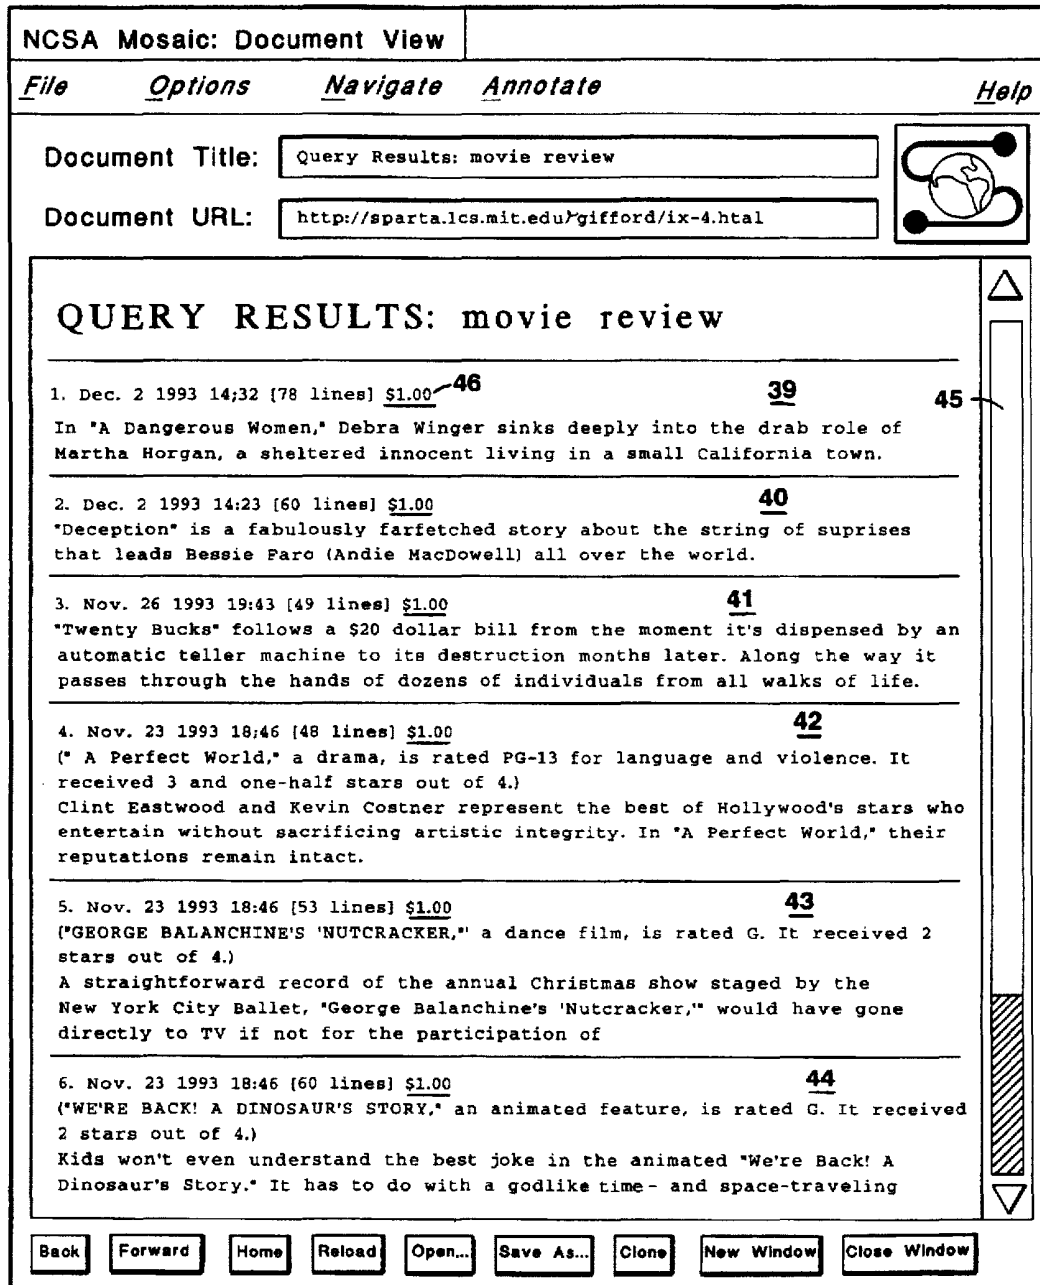 NCSA Mosaic: Document View
File Options Navigate Annotate Help
Document Title: Query Results: movie review
Document URL: http://sparta.lcs.mit.edu/~gifford/ix-4.htal
QUERY RESULTS: movie review
1. Dec. 2 1993 14;32 [78 lines] $1.00 46 39 45
In "A Dangerous Women," Debra Winger sinks deeply into the drab role of
Martha Horgan, a sheltered innocent living in a small California town.
2. Dec. 2 1993 14:23 [60 lines] $1.00 40
"Deception" is a fabulously farfetched story about the string of suprises
that leads Bessie Faro (Andie MacDowell) all over the world.
3. Nov. 26 1993 19:43 [49 lines] $1.00 41
"Twenty Bucks" follows a $20 dollar bill from the moment it's dispensed by an
automatic teller machine to its destruction months later. Along the way it
passes through the hands of dozens of individuals from all walks of life.
4. Nov. 23 1993 18;46 [48 lines] $1.00 42
(" A Perfect World," a drama, is rated PG-13 for language and violence. It
received 3 and one-half stars out of 4.)
Clint Eastwood and Kevin Costner represent the best of Hollywood's stars who
entertain without sacrificing artistic integrity. In "A Perfect World," their
reputations remain intact.
5. Nov. 23 1993 18:46 [53 lines] $1.00 43
("GEORGE BALANCHINE'S 'NUTCRACKER,"' a dance film, is rated G. It received 2
stars out of 4.)
A straightforward record of the annual Christmas show staged by the
New York City Ballet, "George Balanchine's 'Nutcracker,'" would have gone
directly to TV if not for the participation of
6. Nov. 23 1993 18:46 [60 lines] $1.00 44
("WE'RE BACK! A DINOSAUR'S STORY," an animated feature, is rated G. It received
2 stars out of 4.)
Kids won't even understand the best joke in the animated "We're Back! A
Dinosaur's Story." It has to do with a godlike time- and space-traveling
Back Forward Home Reload Open... Save As... Clone New Window Close Window